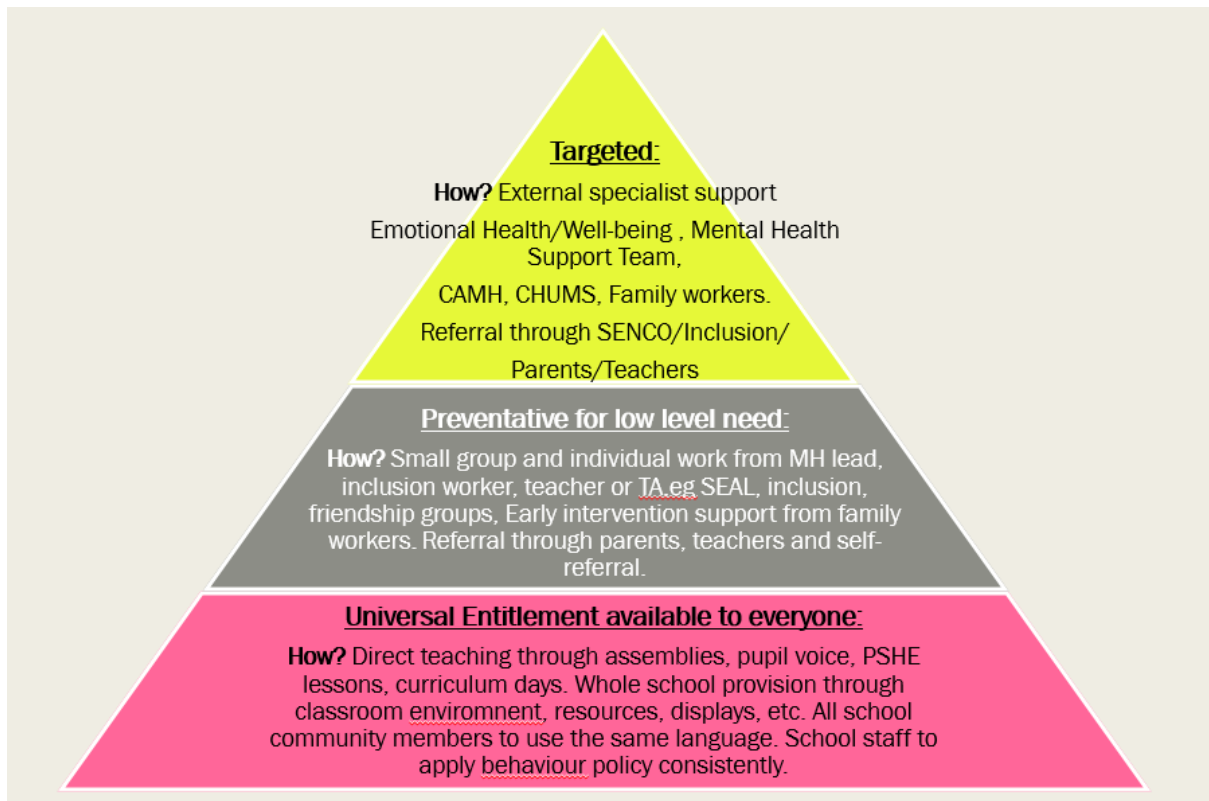 Targeted:
How? External specialist support
Emotional Health/Well-being , Mental Health
Support Team,
CAMH, CHUMS, Family workers.
Referral through SENCO/Inclusion/
Parents/Teachers
Preventative for low level need:
How? Small group and individual work from MH lead,
inclusion worker, teacher or TA.eg SEAL, inclusion,
friendship groups, Early intervention support from family
workers. Referral through parents, teachers and self-
referral.
Universal Entitlement available to everyone:
How? Direct teaching through assemblies, pupil voice, PSHE
lessons, curriculum days. Whole school provision through
classroom enviromnent, resources, displays, etc. All school
community members to use the same language. School staff to
apply behaviour policy consistently.